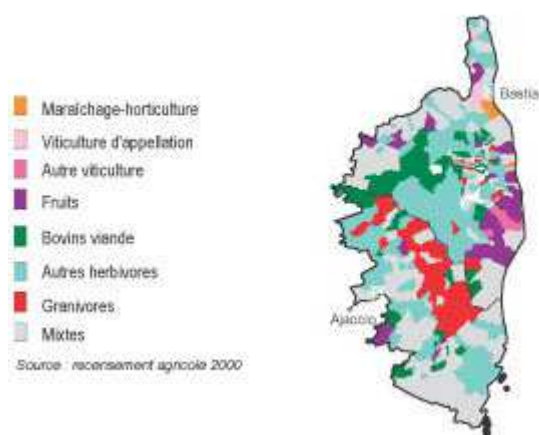 Maraîchage-horticulture
Viticulture d'appellation
Autre viticulture
Fruits
Bovins viande
Autres herbivores
Granivores
Mixtes
Source : recensement agricole 2000
Bastia
Ajaccio